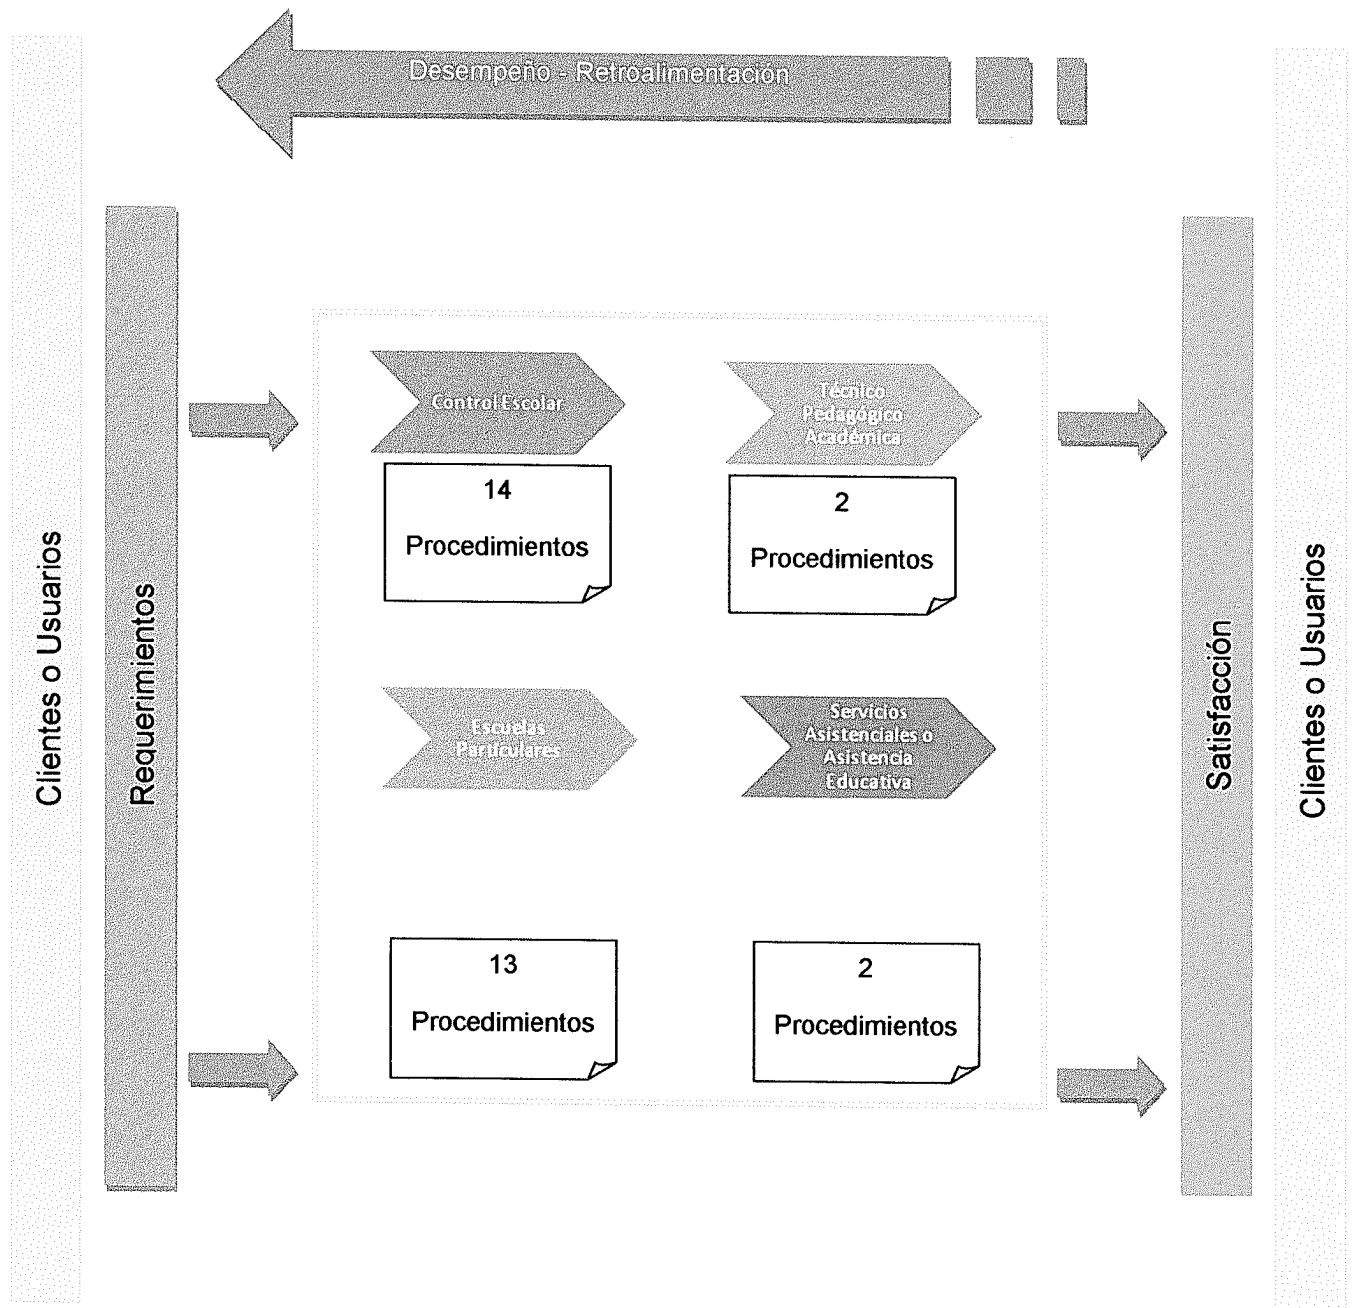 Desempeño - Retroalimentación
Clientes o Usuarios
Requerimientos
Control Escolar
14
Procedimientos
Técnico
Pedagógico
Académica
2
Procedimientos
Escuelas
Particulares
13
Procedimientos
Servicios
Asistenciales o
Asistencia
Educativa
2
Procedimientos
Satisfacción
Clientes o Usuarios